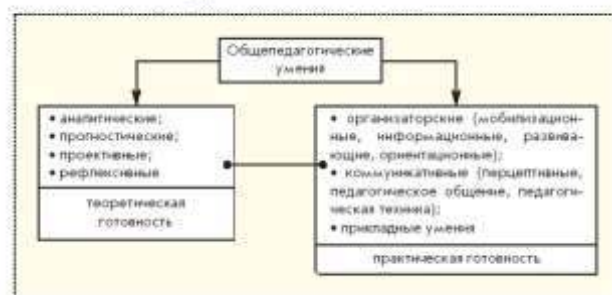 Общепедагогические
умения
• аналитические;
• прогностические;
• проективные;
• рефлексивные
теоретическая
готовность
• организаторские (мобилизацион-
ные, информационные, развива-
ющие, ориентационные);
• коммуникативные (перцептивные,
педагогическое общение, педагоги-
ческая техника);
• прикладные умения
практическая готовность